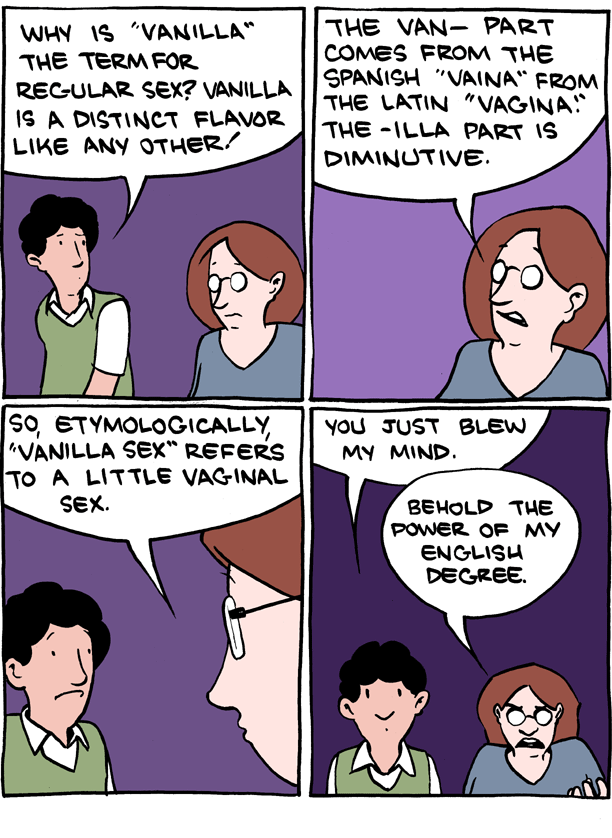 WHY IS "VANILLA"
THE TERM FOR
REGULAR SEX? VANILLA
IS A DISTINCT FLAVOR
LIKE ANY OTHER!
THE VAN- PART
COMES FROM THE
SPANISH "VAINA" FROM
THE LATIN "VAGINA."
THE -ILLA PART IS
DIMINUTIVE.
SO, ETYMOLOGICALLY,
"VANILLA SEX" REFERS
TO A LITTLE VAGINAL
SEX.
YOU JUST BLEW
MY MIND.
BEHOLD THE
POWER OF MY
ENGLISH
DEGREE.